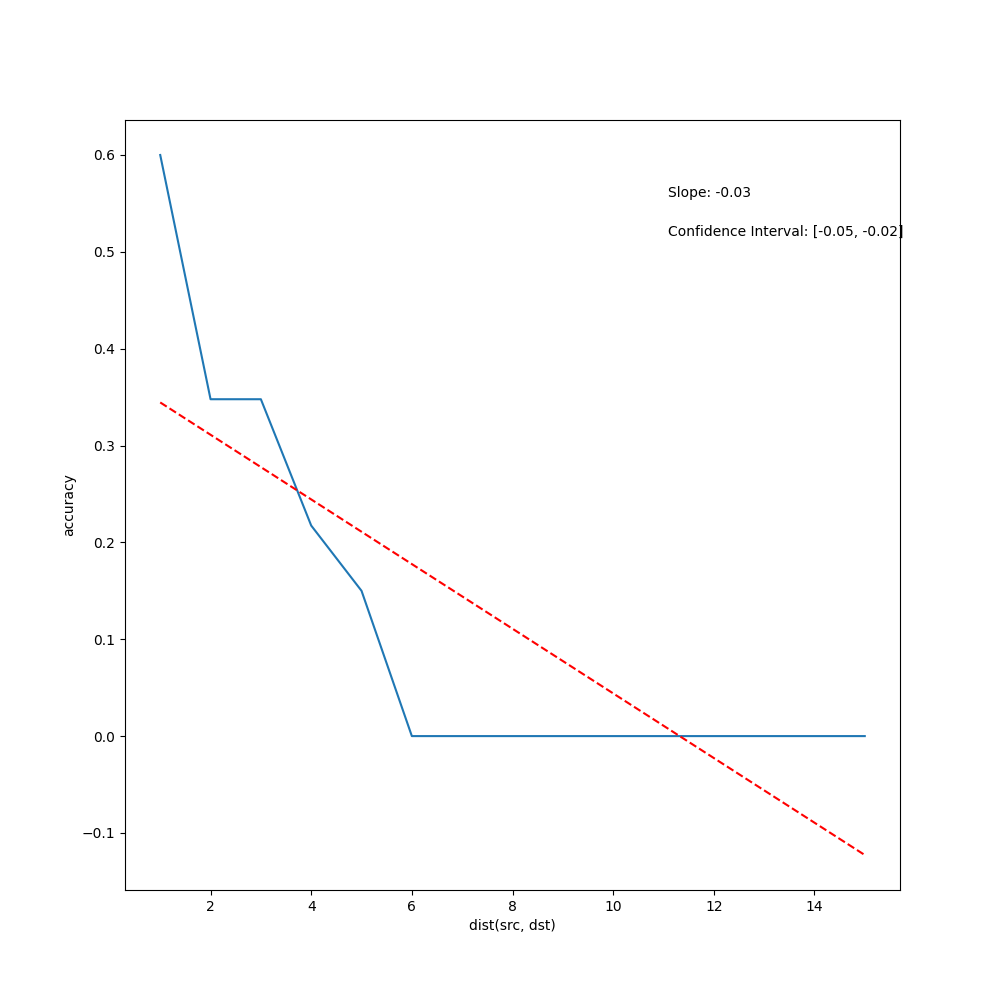 Slope: -0.03
Confidence Interval: [-0.05, -0.02]
0.6
0.5
0.4
0.3
0.2
0.1
0.0
−0.1
accuracy
2 4 6 8 10 12 14
dist(src, dst)